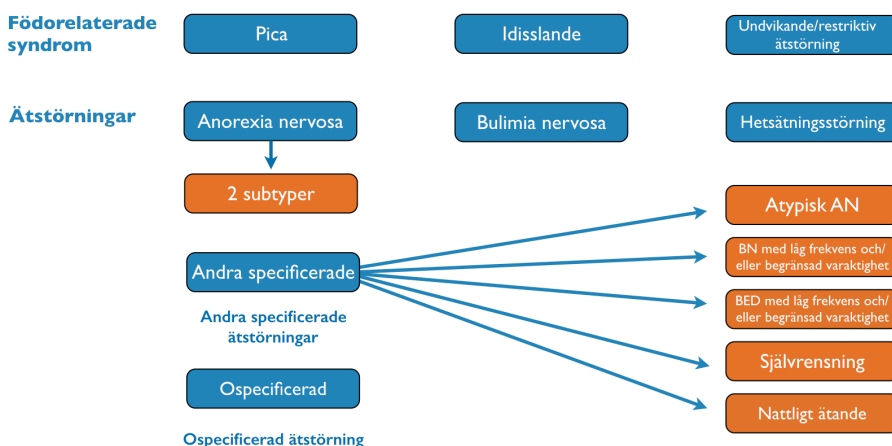 Födorelaterade
syndrom
Pica
Idisslande
Undvikande/restriktiv
ätstörning
Ätstörningar
Anorexia nervosa
Bulimia nervosa
Hetsätningsstörning
2 subtyper
Atypisk AN
BN med låg frekvens och/
eller begränsad varaktighet
Andra specificerade
BED med låg frekvens och/
eller begränsad varaktighet
Andra specificerade
ätstörningar
Självrensning
Ospecificerad
Nattligt ätande
Ospecificerad ätstörning